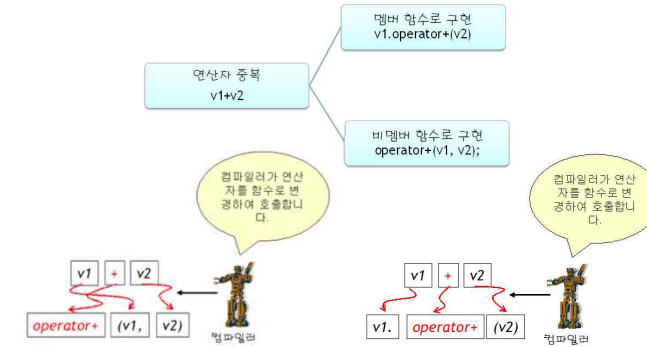 멤버 함수로 구현
v1.operator+(v2)
연산자 중복
v1+v2
비멤버 함수로 구현
operator+(v1, v2);
컴파일러가 연산
자를 함수로 변
경하여 호출합니
다.
v1 + v2
operator+ (v1, v2)
컴파일러
컴파일러가 연산
자를 함수로 변
경하여 호출합니
다.
v1 + v2
v1. operator+ (v2)
컴파일러